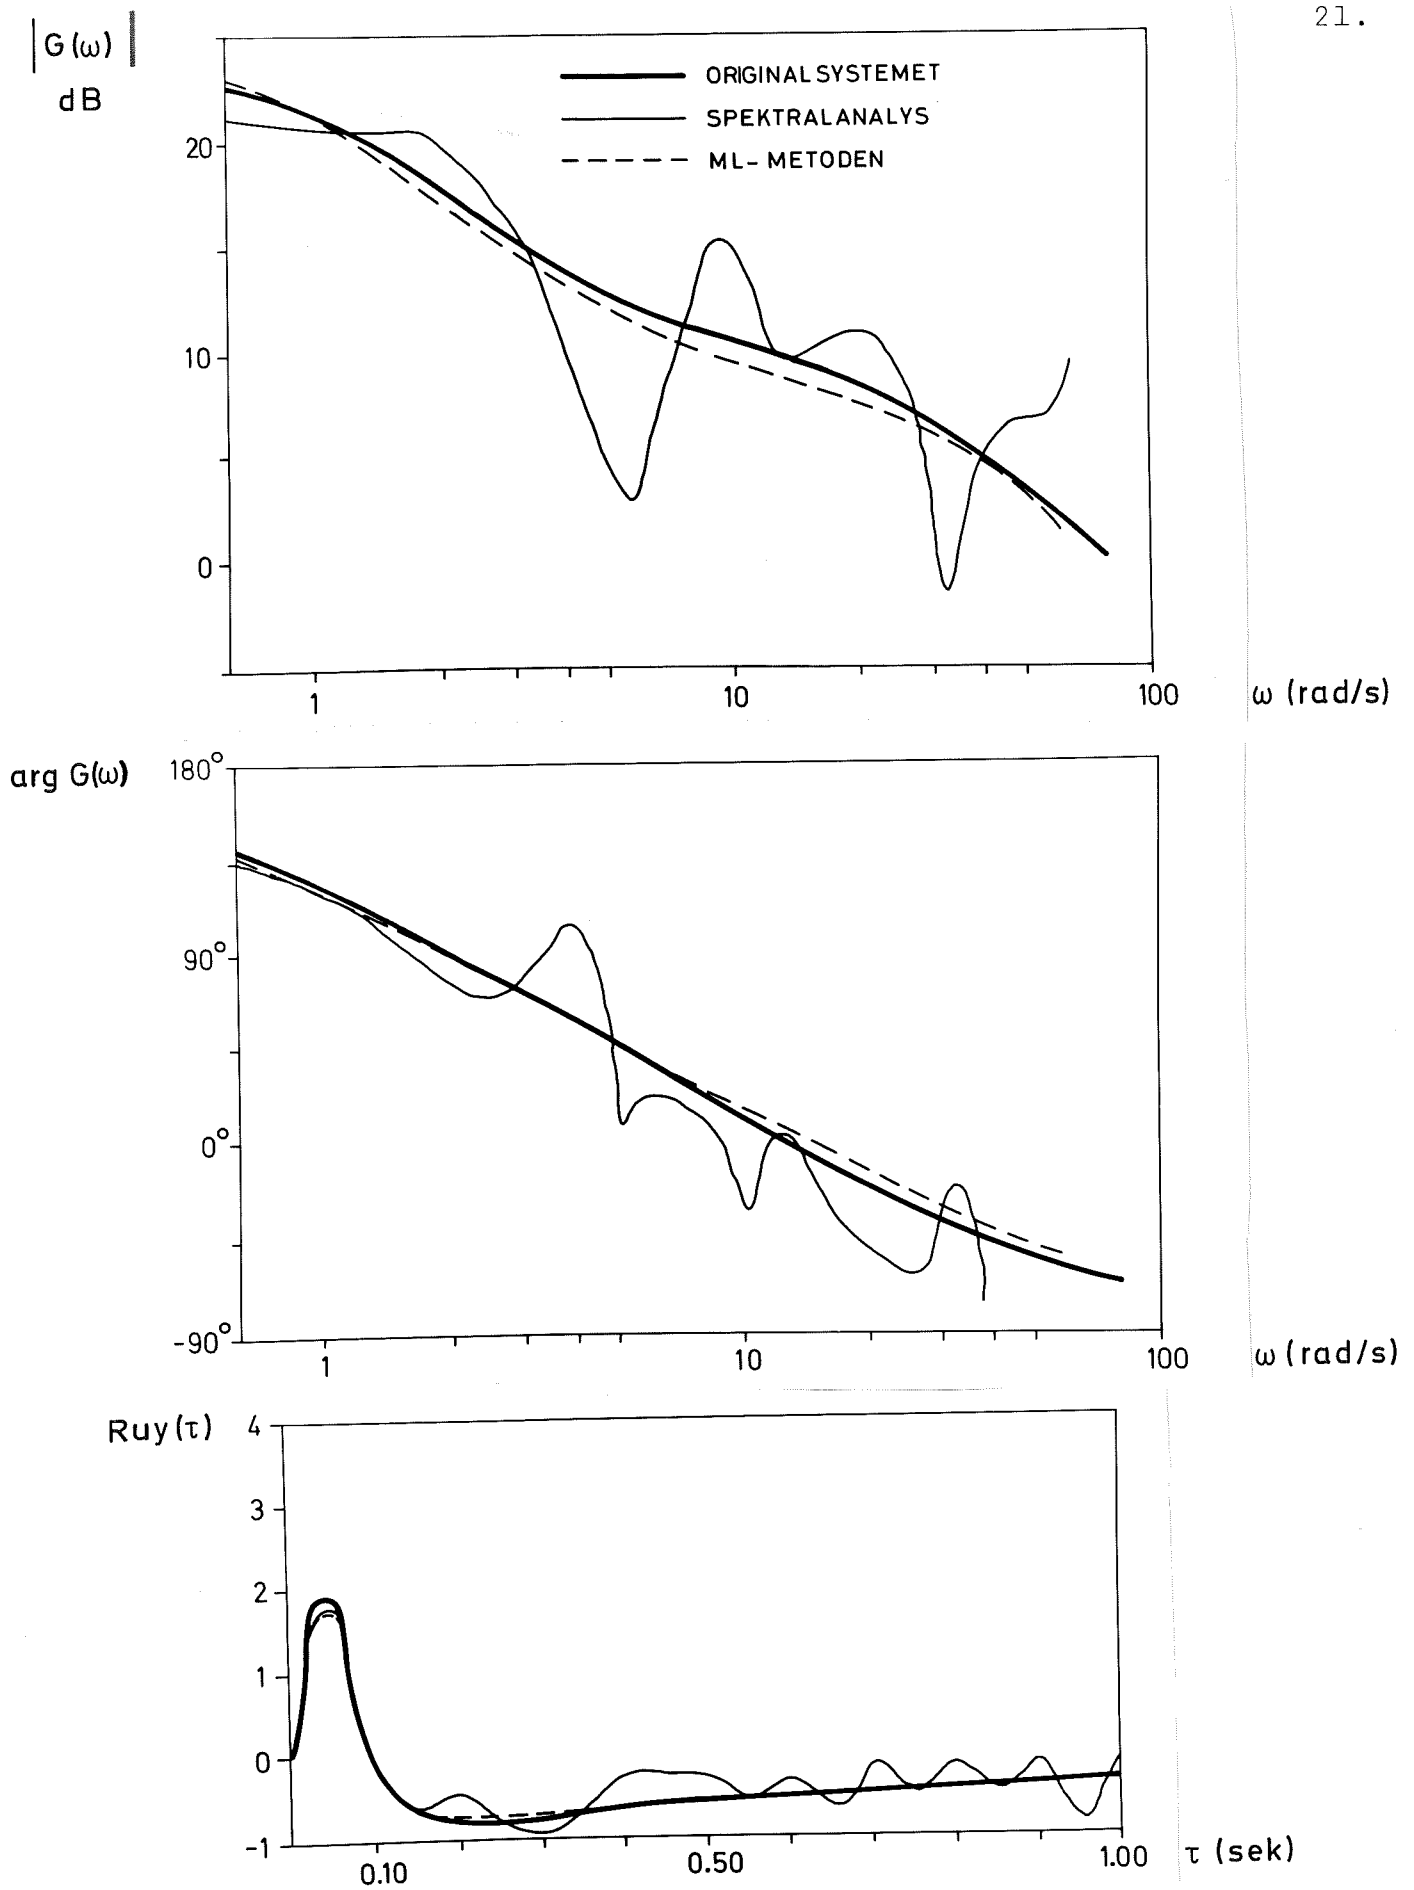 21.
|G(ω)|
dB
ORIGINALSYSTEMET
SPEKTRALANALYS
ML-METODEN
20
10
0
1
10
100
ω (rad/s)
arg G(ω)
180°
90°
0°
-90°
1
10
100
ω (rad/s)
Ruy(τ)
4
3
2
1
0
-1
0.10
0.50
1.00
τ (sek)